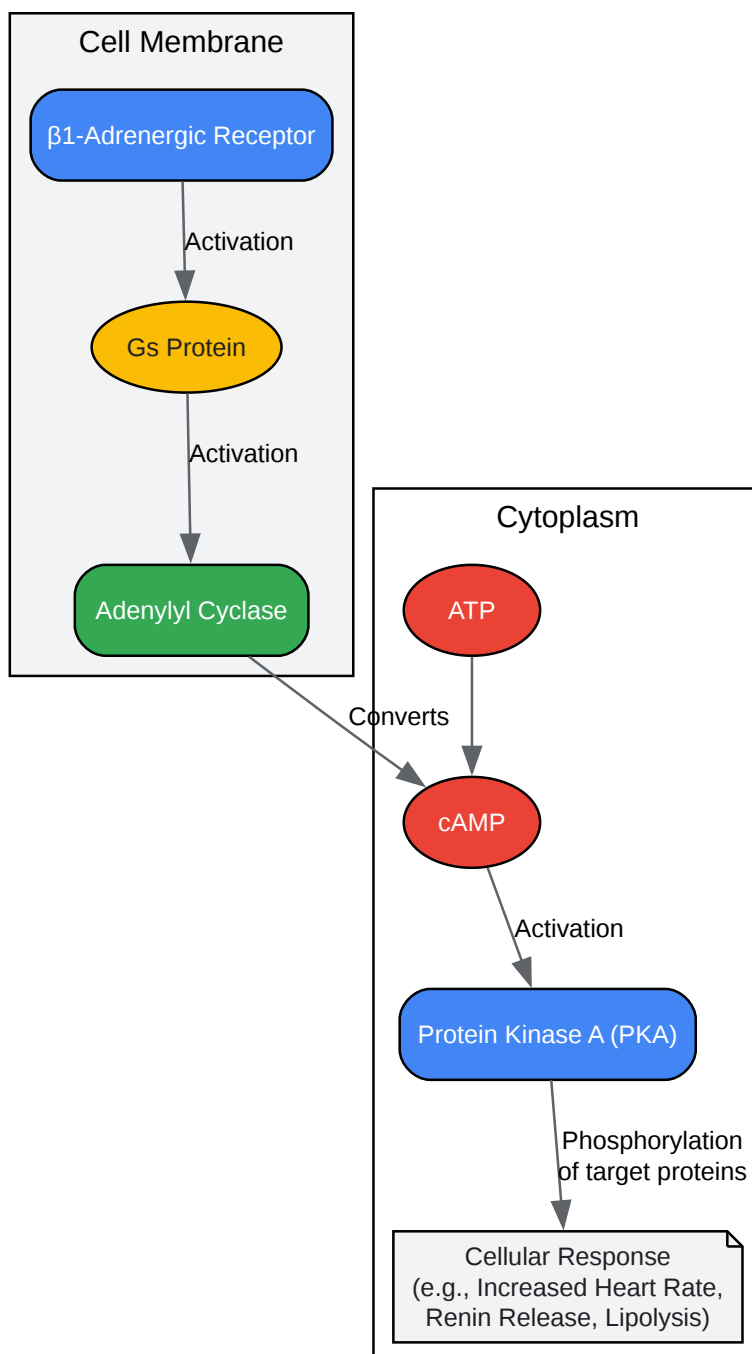 Cell Membrane
β1-Adrenergic Receptor
Activation
Gs Protein
Activation
Adenylyl Cyclase
Cytoplasm
ATP
Converts
cAMP
Activation
Protein Kinase A (PKA)
Phosphorylation
of target proteins
Cellular Response
(e.g., Increased Heart Rate,
Renin Release, Lipolysis)